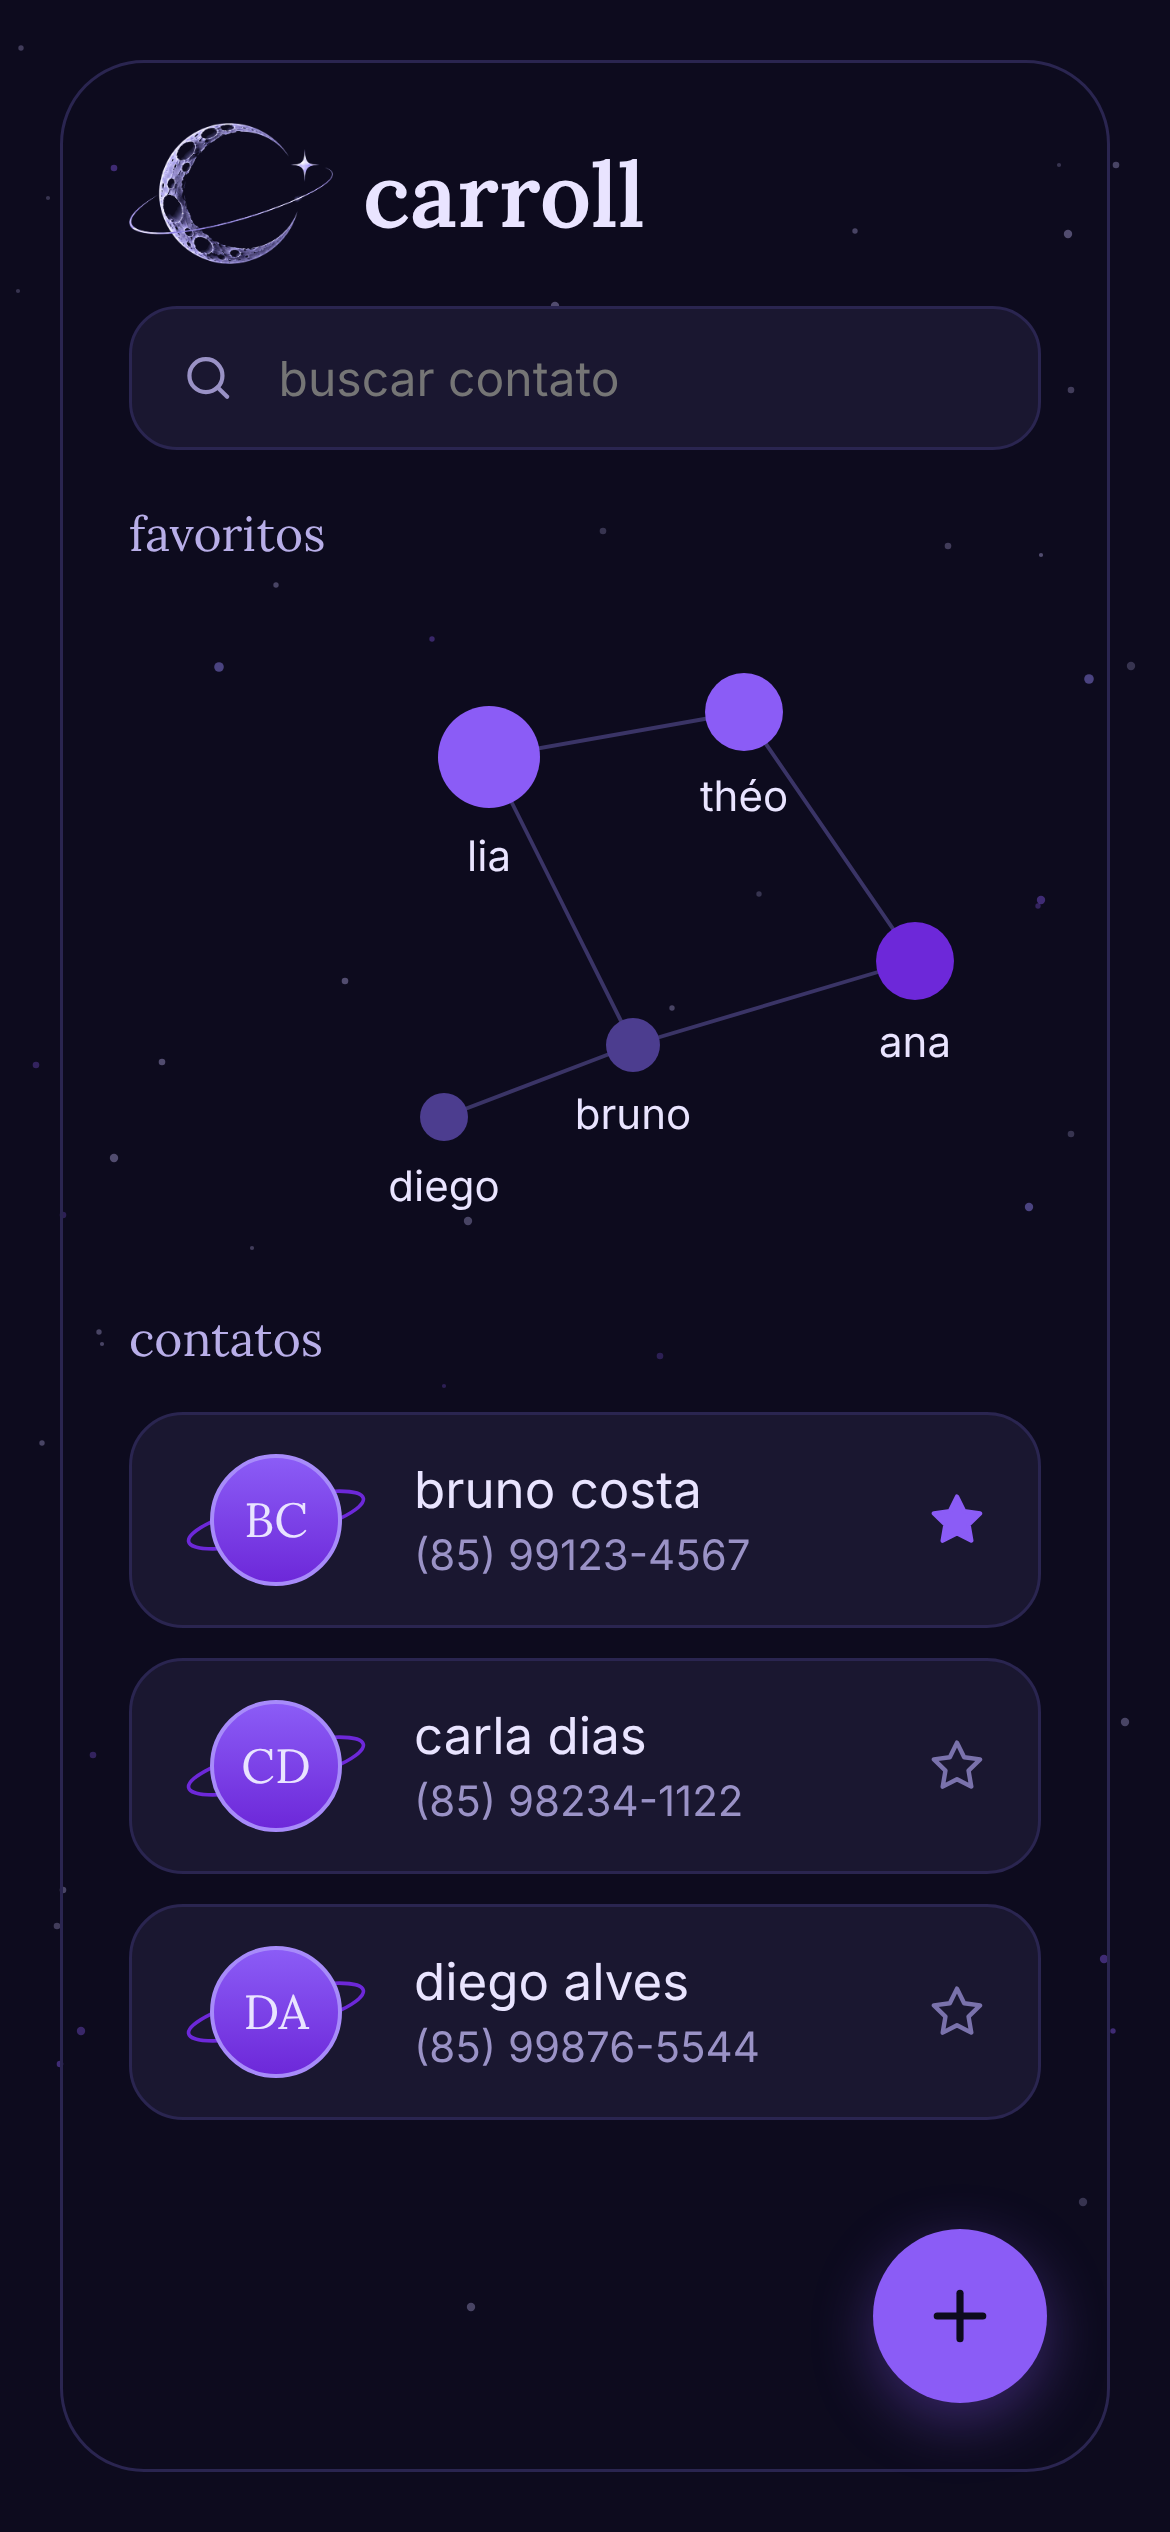 carroll
buscar contato
favoritos
théo
lia
ana
bruno
diego
contatos
BC
bruno costa
(85) 99123-4567
CD
carla dias
(85) 98234-1122
DA
diego alves
(85) 99876-5544